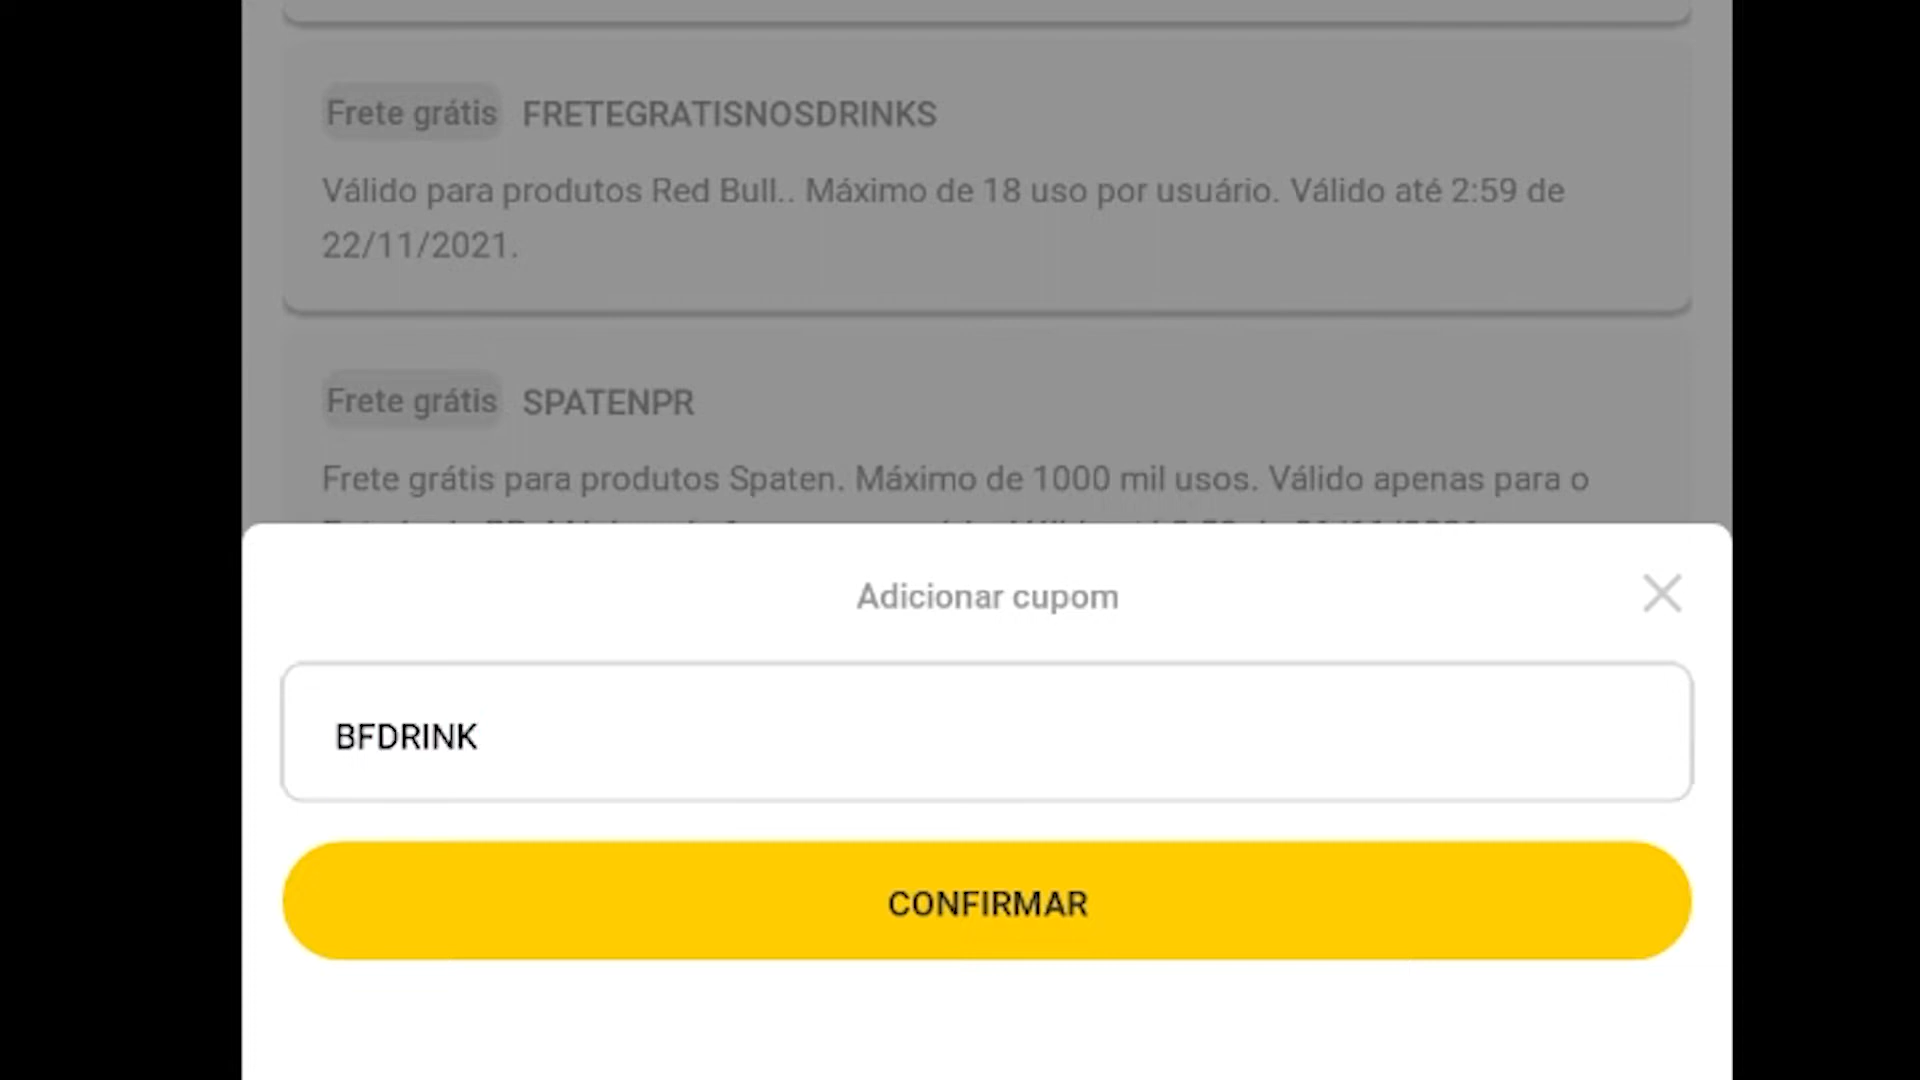 Frete grátis FRETEGRATISNOSDRINKS
Válido para produtos Red Bull.. Máximo de 18 uso por usuário. Válido até 2:59 de
22/11/2021.
Frete grátis SPATENPR
Frete grátis para produtos Spaten. Máximo de 1000 mil usos. Válido apenas para o
Adicionar cupom
BFDRINK
CONFIRMAR